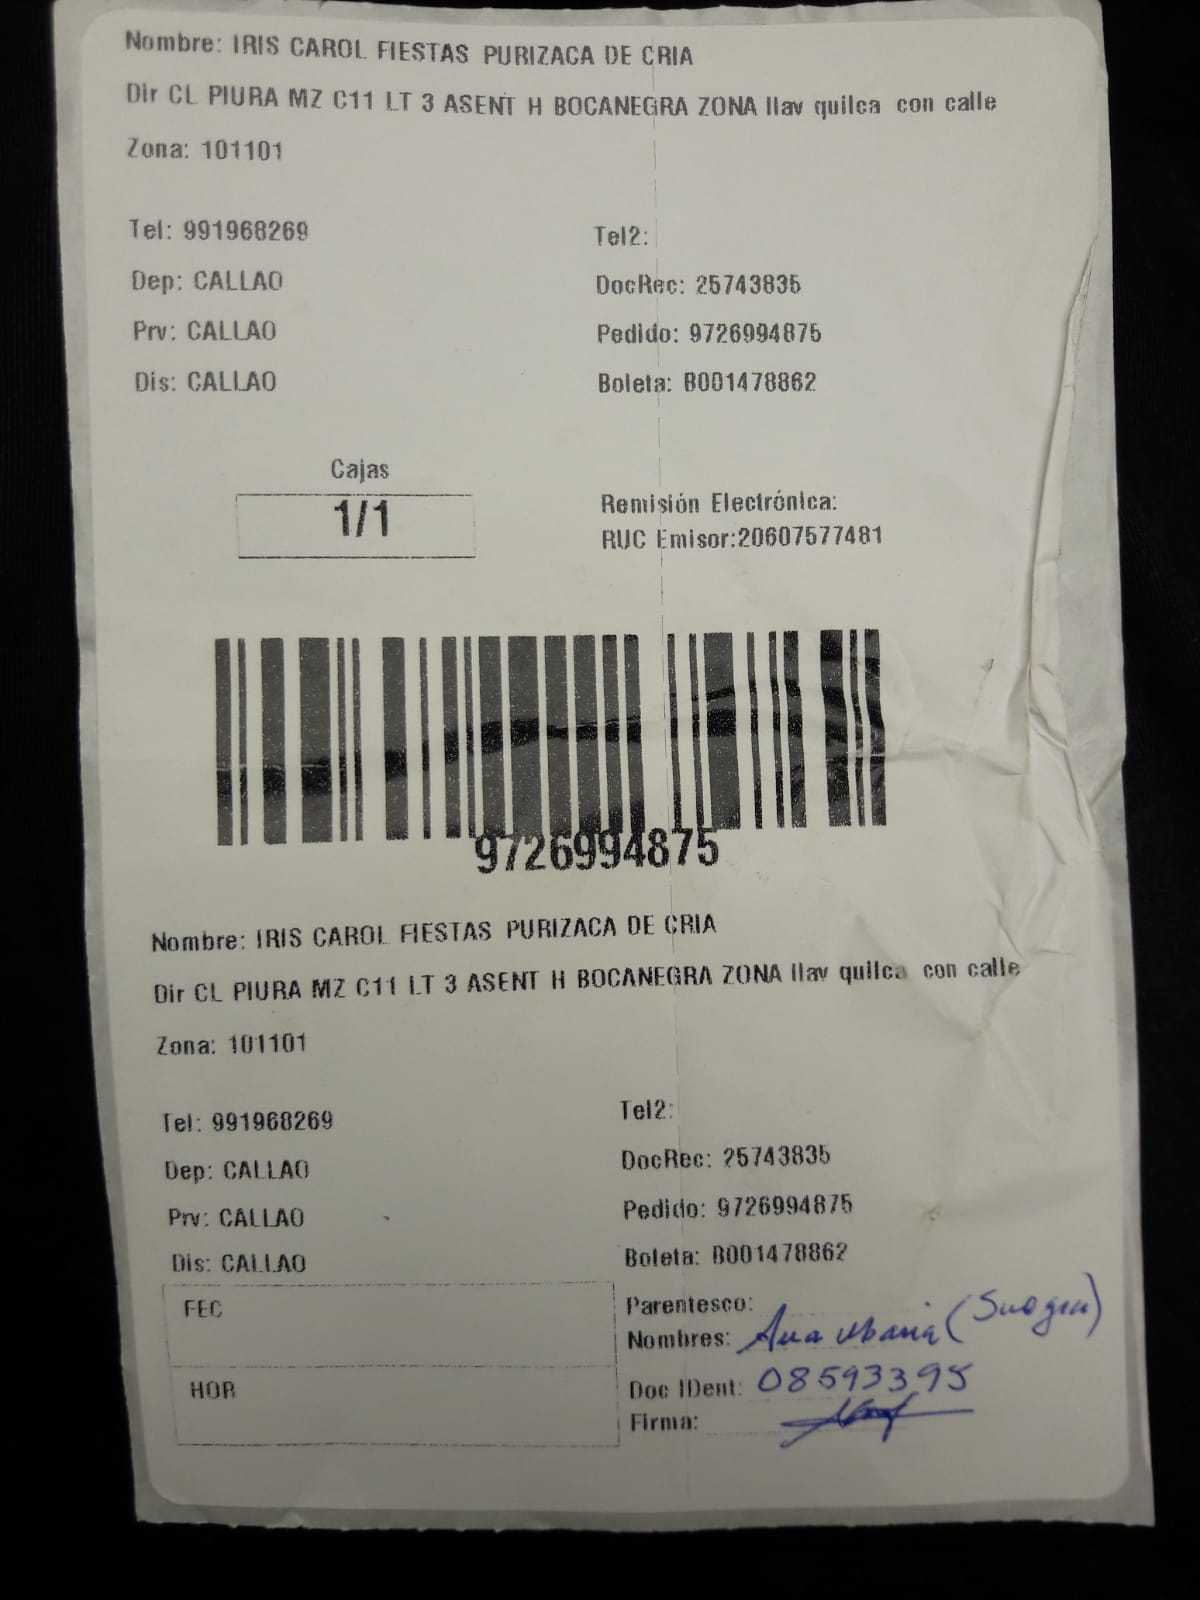 Nombre: IRIS CAROL FIESTAS PURIZACA DE CRIA
Dir CL PIURA MZ C11 LT 3 ASENT H BOCANEGRA ZONA llav quilca con calle
Zona: 101101
Tel: 991968269 Tel2:
Dep: CALLAO DocRec: 25743835
Prv: CALLAO Pedido: 9726994875
Dis: CALLAO Boleta: B001478862
Cajas
1/1
Remisión Electrónica:
RUC Emisor:20607577481
9726994875
Nombre: IRIS CAROL FIESTAS PURIZACA DE CRIA
Dir CL PIURA MZ C11 LT 3 ASENT H BOCANEGRA ZONA llav quilca con calle
Zona: 101101
Tel: 991968269 Tel2:
Dep: CALLAO DocRec: 25743835
Prv: CALLAO Pedido: 9726994875
Dis: CALLAO Boleta: B001478862
FEC Parentesco:
Nombres: Ana (Suegra)
HOR Doc IDent: 08593395
Firma: